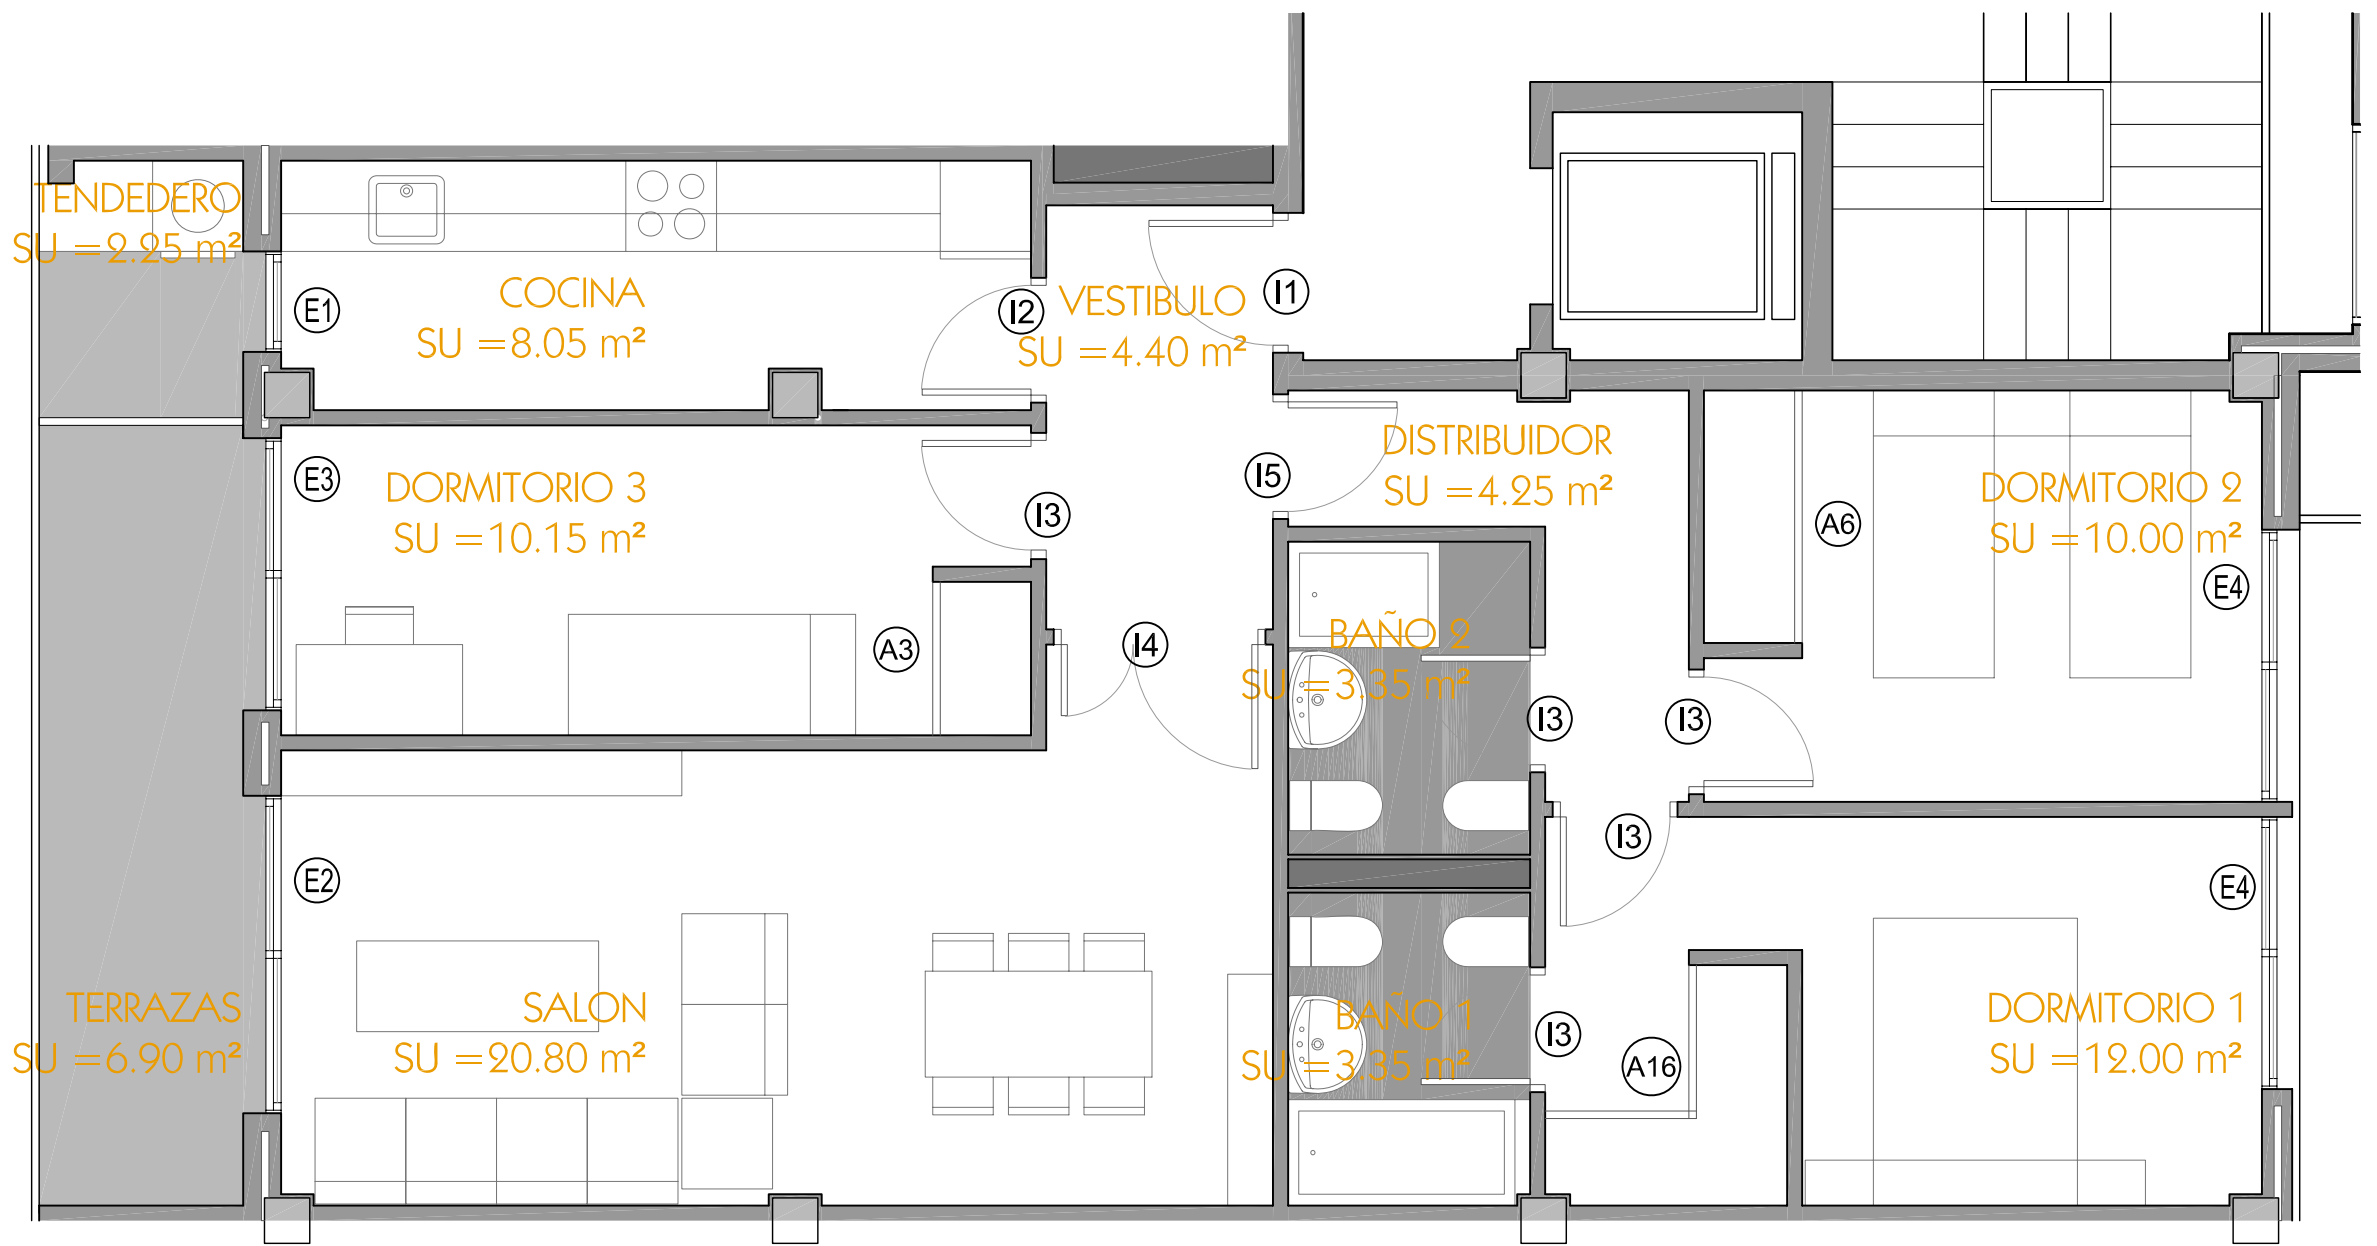 TENDEDERO
SU =2.25 m²
E1
COCINA
SU =8.05 m²
I2
VESTIBULO
SU =4.40 m²
I1
E3
DORMITORIO 3
SU =10.15 m²
I3
I5
DISTRIBUIDOR
SU =4.25 m²
A6
DORMITORIO 2
SU =10.00 m²
E4
A3
I4
BAÑO 2
SU =3.35 m²
I3
I3
I3
E2
E4
TERRAZAS
SU =6.90 m²
SALON
SU =20.80 m²
BAÑO 1
SU =3.35 m²
I3
A16
DORMITORIO 1
SU =12.00 m²